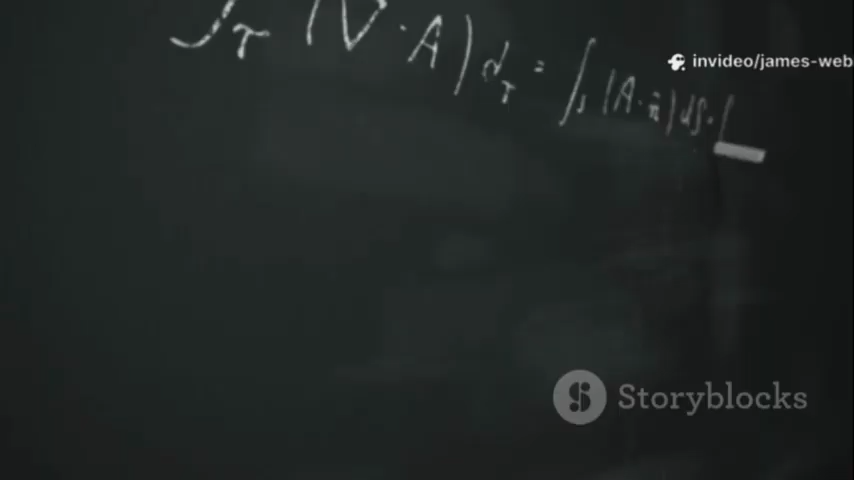 ∫τ (∇ · A) dτ = ∫s (A · n̂) ds ·
invideo/james-web
Storyblocks